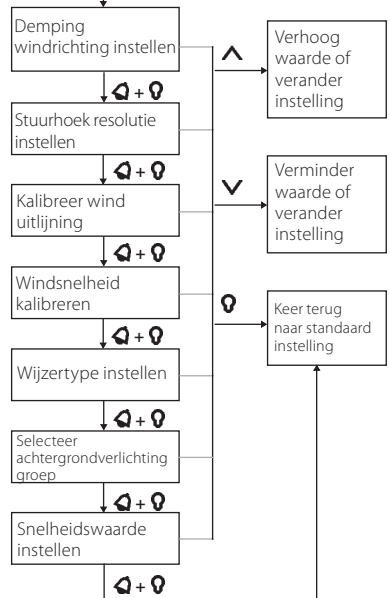 Demping
windrichting instellen
Stuurhoek resolutie
instellen
Kalibreer wind
uitlijning
Windsnelheid
kalibreren
Wijzertype instellen
Selecteer
achtergrondverlichting
groep
Snelheidswaarde
instellen
+
+
+
+
+
+
+
Verhoog
waarde of
verander
instelling
Verminder
waarde of
verander
instelling
Keer terug
naar standaard
instelling